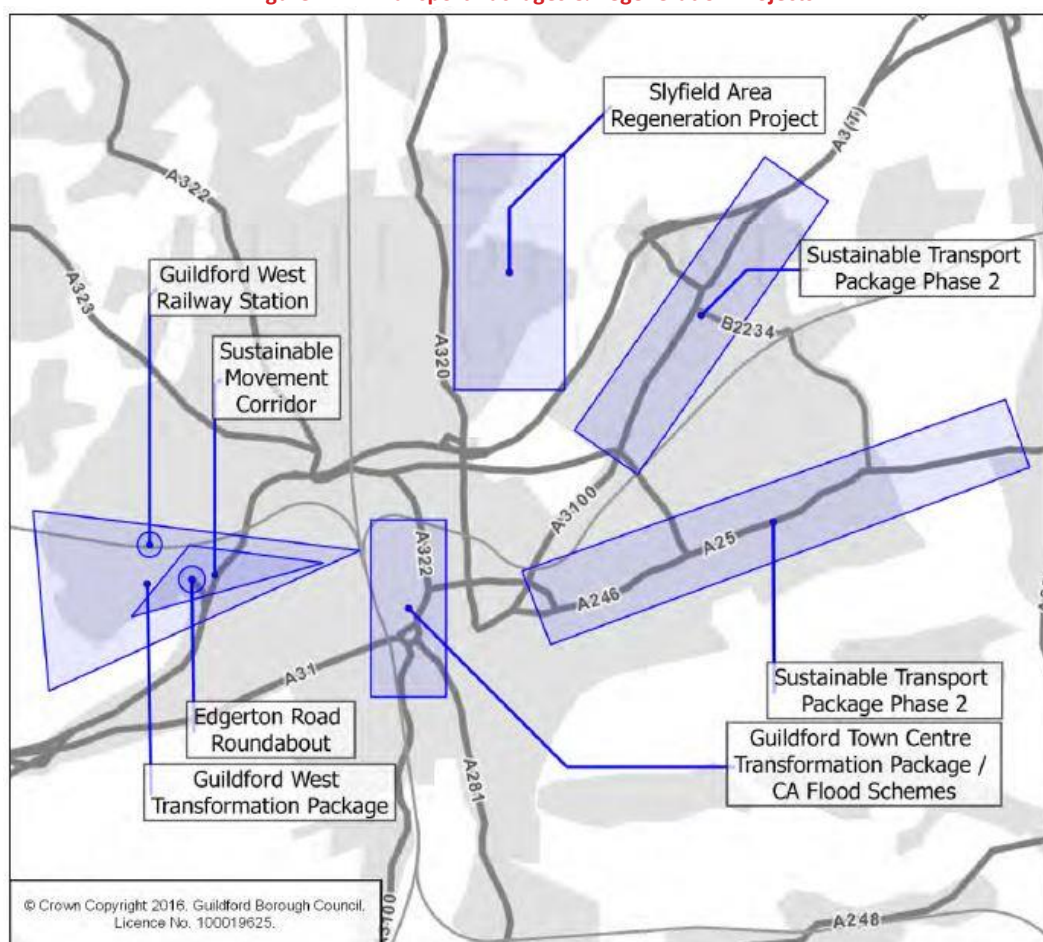 Slyfield Area
Regeneration Project
A3(T)
A322
Sustainable Transport
Package Phase 2
Guildford West
Railway Station
A323
B2234
Sustainable
Movement
Corridor
A320
A3100
A322
A25
A246
A31
Sustainable Transport
Package Phase 2
Edgerton Road
Roundabout
Guildford Town Centre
Transformation Package /
CA Flood Schemes
Guildford West
Transformation Package
A281
© Crown Copyright 2016. Guildford Borough Council.
Licence No. 100019625.
A248